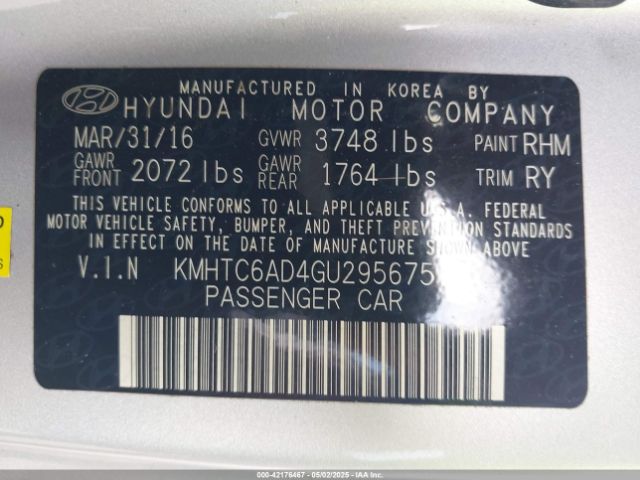 MANUFACTURED IN KOREA BY
HYUNDAI MOTOR COMPANY
MAR/31/16 GVWR 3748 lbs PAINT RHM
GAWR FRONT 2072 lbs GAWR REAR 1764 lbs TRIM RY
THIS VEHICLE CONFORMS TO ALL APPLICABLE U.S.A. FEDERAL
MOTOR VEHICLE SAFETY, BUMPER, AND THEFT PREVENTION STANDARDS
IN EFFECT ON THE DATE OF MANUFACTURE SHOWN ABOVE.
V.I.N KMHTC6AD4GU295675
PASSENGER CAR
000-42176467 - 05/02/2025 - IAAI.COM